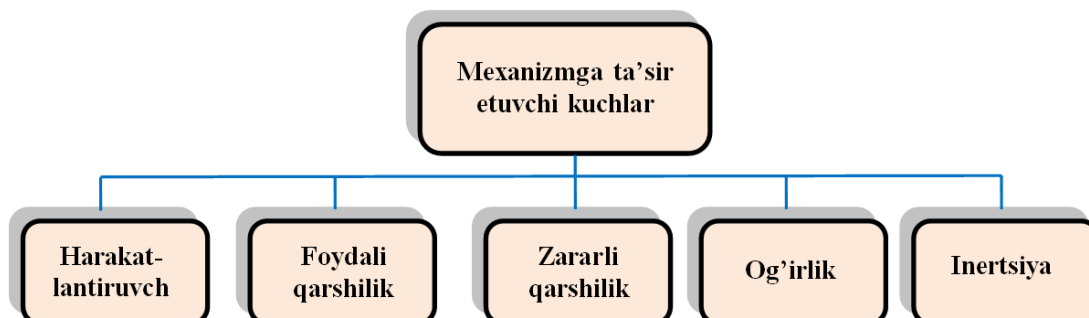 Mexanizmga ta’sir
etuvchi kuchlar
Harakat-
lantiruvch
Foydali
qarshilik
Zararli
qarshilik
Og’irlik
Inertsiya